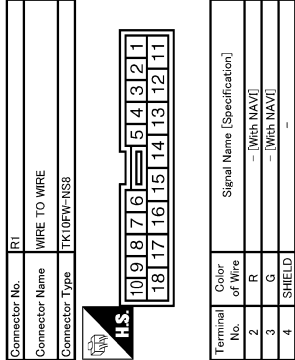 Connector No. R1
Connector Name WIRE TO WIRE
Connector Type TK10FW-NS8
H.S.
10 9 8 7 6 5 4 3 2 1
18 17 16 15 14 13 12 11
Terminal No. Color of Wire Signal Name [Specification]
2 R - [With NAVI]
3 G - [With NAVI]
4 SHIELD -